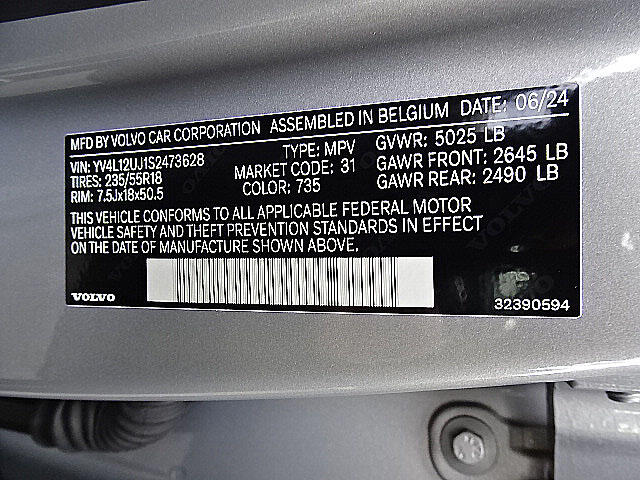 MFD BY VOLVO CAR CORPORATION ASSEMBLED IN BELGIUM DATE: 06/24
VIN: YV4L12UJ1S2473628 TYPE: MPV GVWR: 5025 LB
TIRES: 235/55R18 MARKET CODE: 31 GAWR FRONT: 2645 LB
RIM: 7.5Jx18x50.5 COLOR: 735 GAWR REAR: 2490 LB
THIS VEHICLE CONFORMS TO ALL APPLICABLE FEDERAL MOTOR
VEHICLE SAFETY AND THEFT PREVENTION STANDARDS IN EFFECT
ON THE DATE OF MANUFACTURE SHOWN ABOVE.
VOLVO 32390594